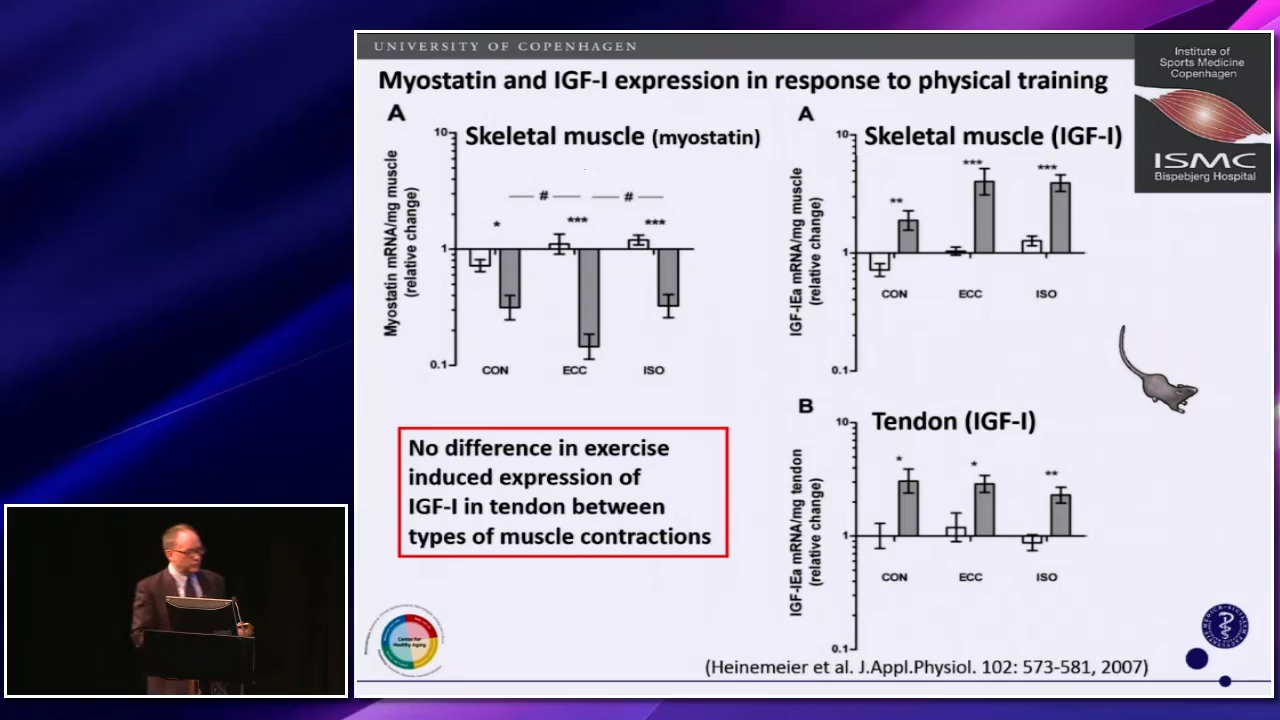 UNIVERSITY OF COPENHAGEN
Institute of
Sports Medicine
Copenhagen
ISMC
Bispebjerg Hospital
Myostatin and IGF-I expression in response to physical training
A
Skeletal muscle (myostatin)
Myostatin mRNA/mg muscle
(relative change)
10
1
0.1
# #
* *** ***
CON ECC ISO
A
Skeletal muscle (IGF-I)
IGF-IEa mRNA/mg muscle
(relative change)
10
1
0.1
** *** ***
CON ECC ISO
B
Tendon (IGF-I)
IGF-IEa mRNA/mg tendon
(relative change)
10
1
0.1
* * **
CON ECC ISO
No difference in exercise
induced expression of
IGF-I in tendon between
types of muscle contractions
Center for
Healthy Aging
(Heinemeier et al. J.Appl.Physiol. 102: 573-581, 2007)